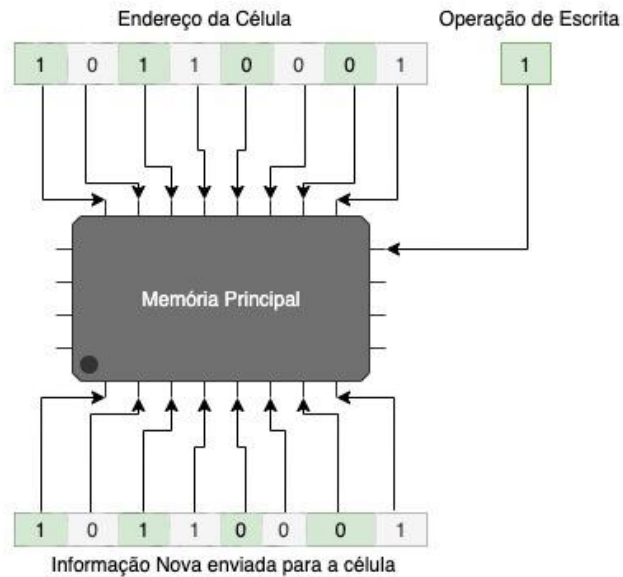 Endereço da Célula
Operação de Escrita
1 0 1 1 0 0 0 1
1
Memória Principal
1 0 1 1 0 0 0 1
Informação Nova enviada para a célula